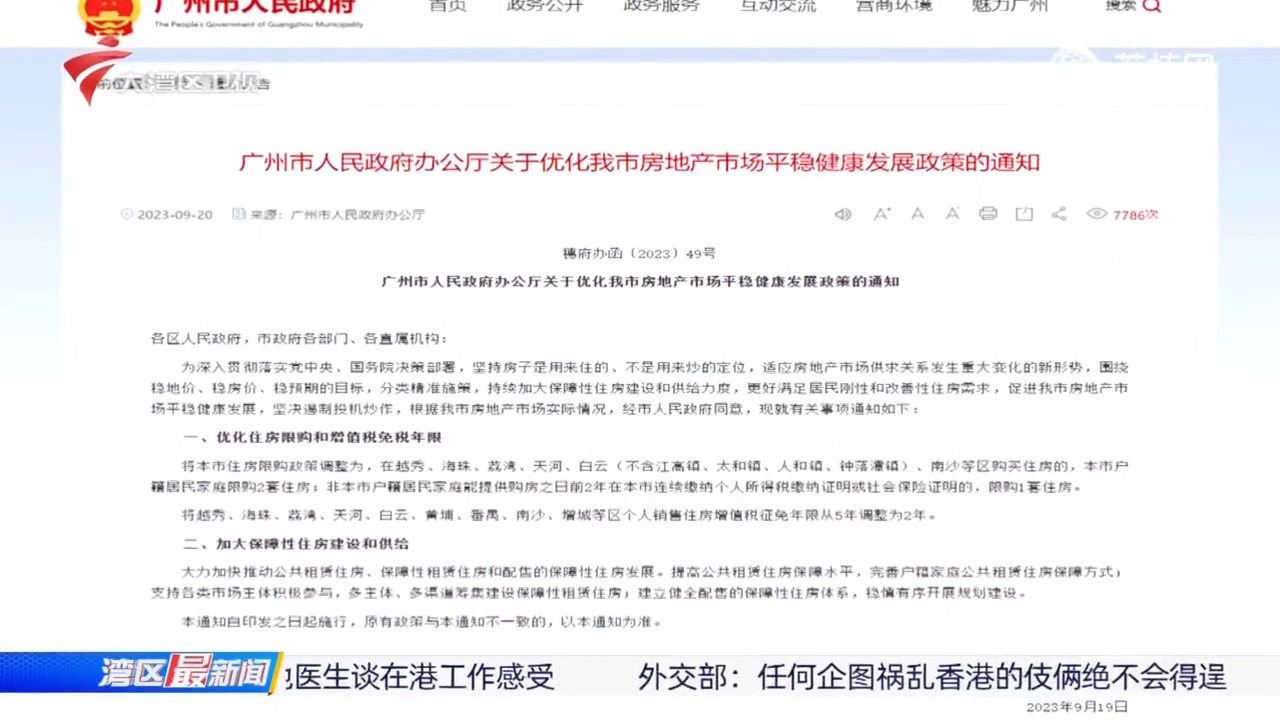 广州市人民政府
The People's Government of Guangzhou Municipality
首页 政务公开 政务服务 互动交流 营商环境 魅力广州 搜索
大湾区卫视
荔枝网
广州市人民政府办公厅关于优化我市房地产市场平稳健康发展政策的通知
2023-09-20 来源：广州市人民政府办公厅 7786次
穗府办函〔2023〕49号
广州市人民政府办公厅关于优化我市房地产市场平稳健康发展政策的通知
各区人民政府，市政府各部门、各直属机构：
为深入贯彻落实党中央、国务院决策部署，坚持房子是用来住的、不是用来炒的定位，适应房地产市场供求关系发生重大变化的新形势，围绕
稳地价、稳房价、稳预期的目标，分类精准施策，持续加大保障性住房建设和供给力度，更好满足居民刚性和改善性住房需求，促进我市房地产市
场平稳健康发展，坚决遏制投机炒作，根据我市房地产市场实际情况，经市人民政府同意，现就有关事项通知如下：
一、优化住房限购和增值税免税年限
将本市住房限购政策调整为，在越秀、海珠、荔湾、天河、白云（不含江高镇、太和镇、人和镇、钟落潭镇）、南沙等区购买住房的，本市户
籍居民家庭限购2套住房；非本市户籍居民家庭能提供购房之日前2年在本市连续缴纳个人所得税缴纳证明或社会保险证明的，限购1套住房。
将越秀、海珠、荔湾、天河、白云、黄埔、番禺、南沙、增城等区个人销售住房增值税征免年限从5年调整为2年。
二、加大保障性住房建设和供给
大力加快推动公共租赁住房、保障性租赁住房和配售的保障性住房发展。提高公共租赁住房保障水平，完善户籍家庭公共租赁住房保障方式；
支持各类市场主体积极参与，多主体、多渠道筹集建设保障性租赁住房；建立健全配售的保障性住房体系，稳慎有序开展规划建设。
本通知自印发之日起施行，原有政策与本通知不一致的，以本通知为准。
湾区最新闻 医生谈在港工作感受 外交部：任何企图祸乱香港的伎俩绝不会得逞
2023年9月19日